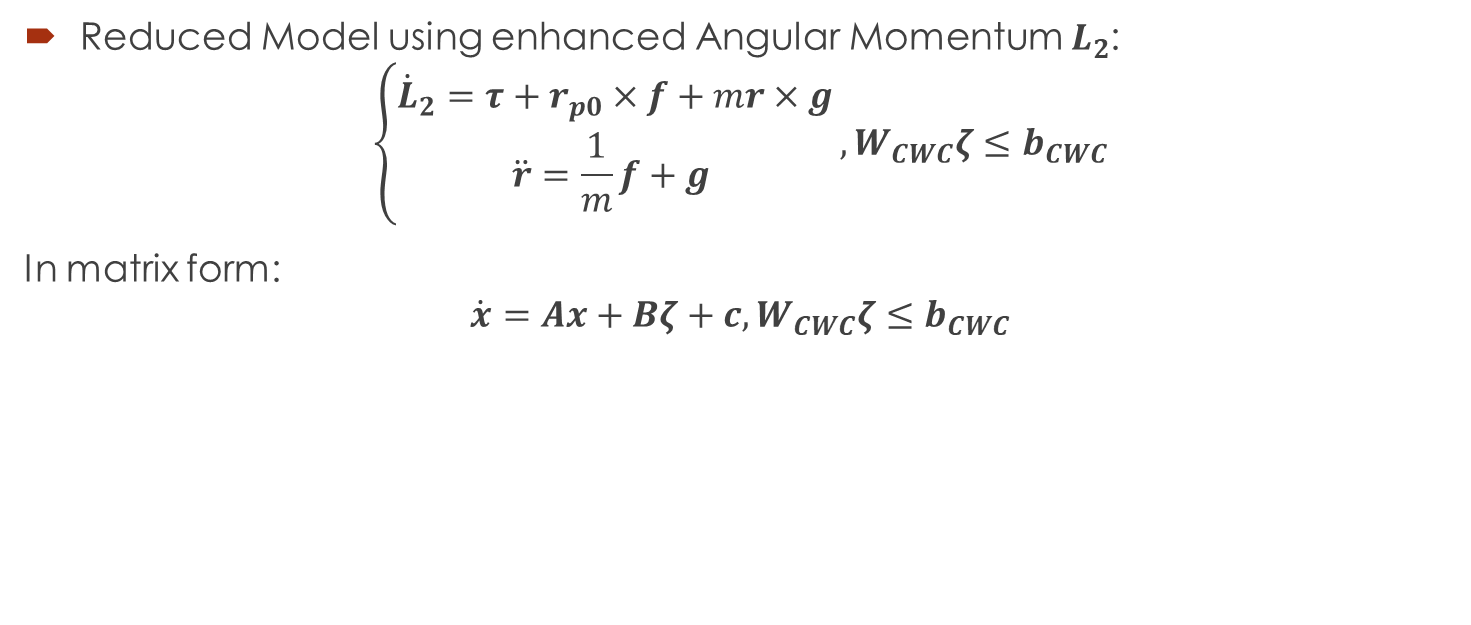 Reduced Model using enhanced Angular Momentum L₂:
L̇₂ = τ + r_p0 × f + mr × g
r̈ = 1/m f + g
, W_CWC ζ ≤ b_CWC
In matrix form:
ẋ = Ax + Bζ + c, W_CWC ζ ≤ b_CWC